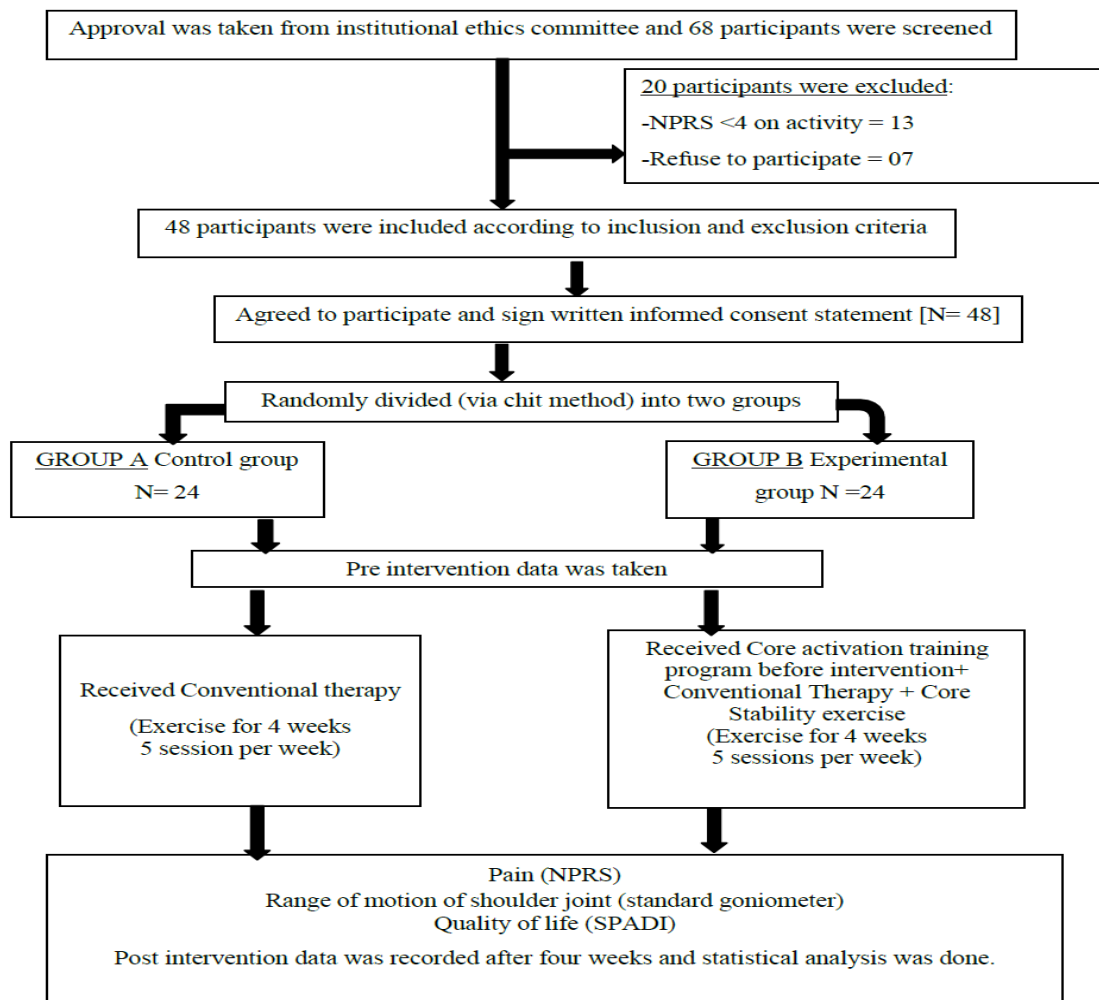 Approval was taken from institutional ethics committee and 68 participants were screened
20 participants were excluded:
-NPRS <4 on activity = 13
-Refuse to participate = 07
48 participants were included according to inclusion and exclusion criteria
Agreed to participate and sign written informed consent statement [N= 48]
Randomly divided (via chit method) into two groups
GROUP A Control group
N= 24
GROUP B Experimental
group N =24
Pre intervention data was taken
Received Conventional therapy
(Exercise for 4 weeks
5 session per week)
Received Core activation training
program before intervention+
Conventional Therapy + Core
Stability exercise
(Exercise for 4 weeks
5 sessions per week)
Pain (NPRS)
Range of motion of shoulder joint (standard goniometer)
Quality of life (SPADI)
Post intervention data was recorded after four weeks and statistical analysis was done.